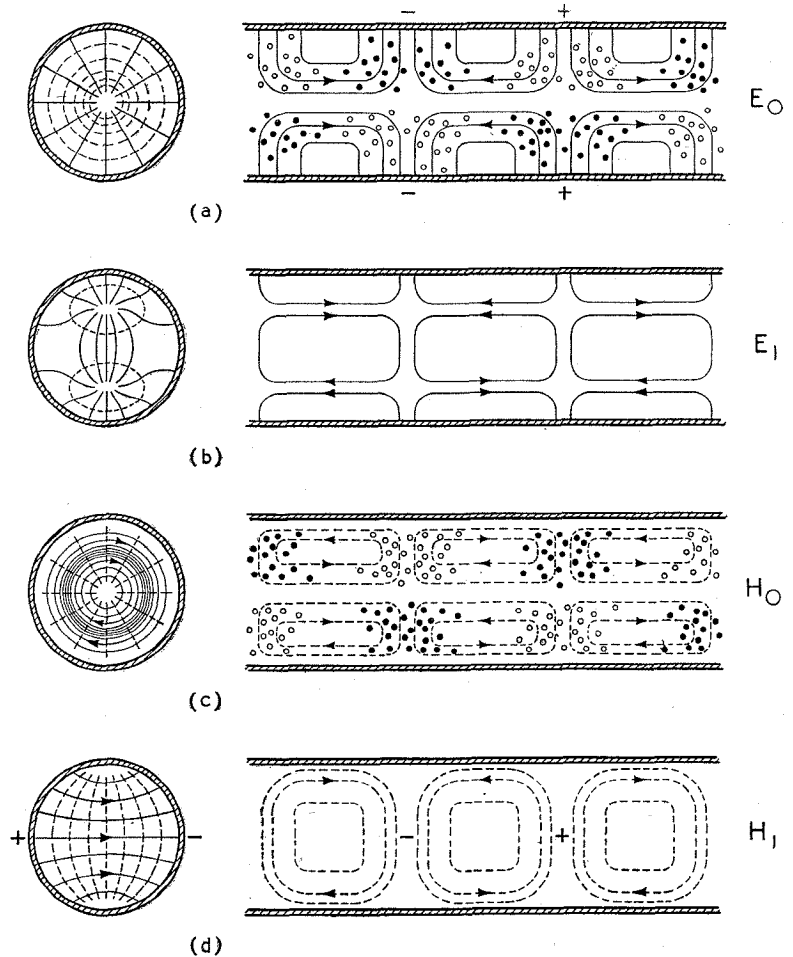 − +
E₀
− +
(a)
E₁
(b)
H₀
(c)
+ − − + H₁
(d)